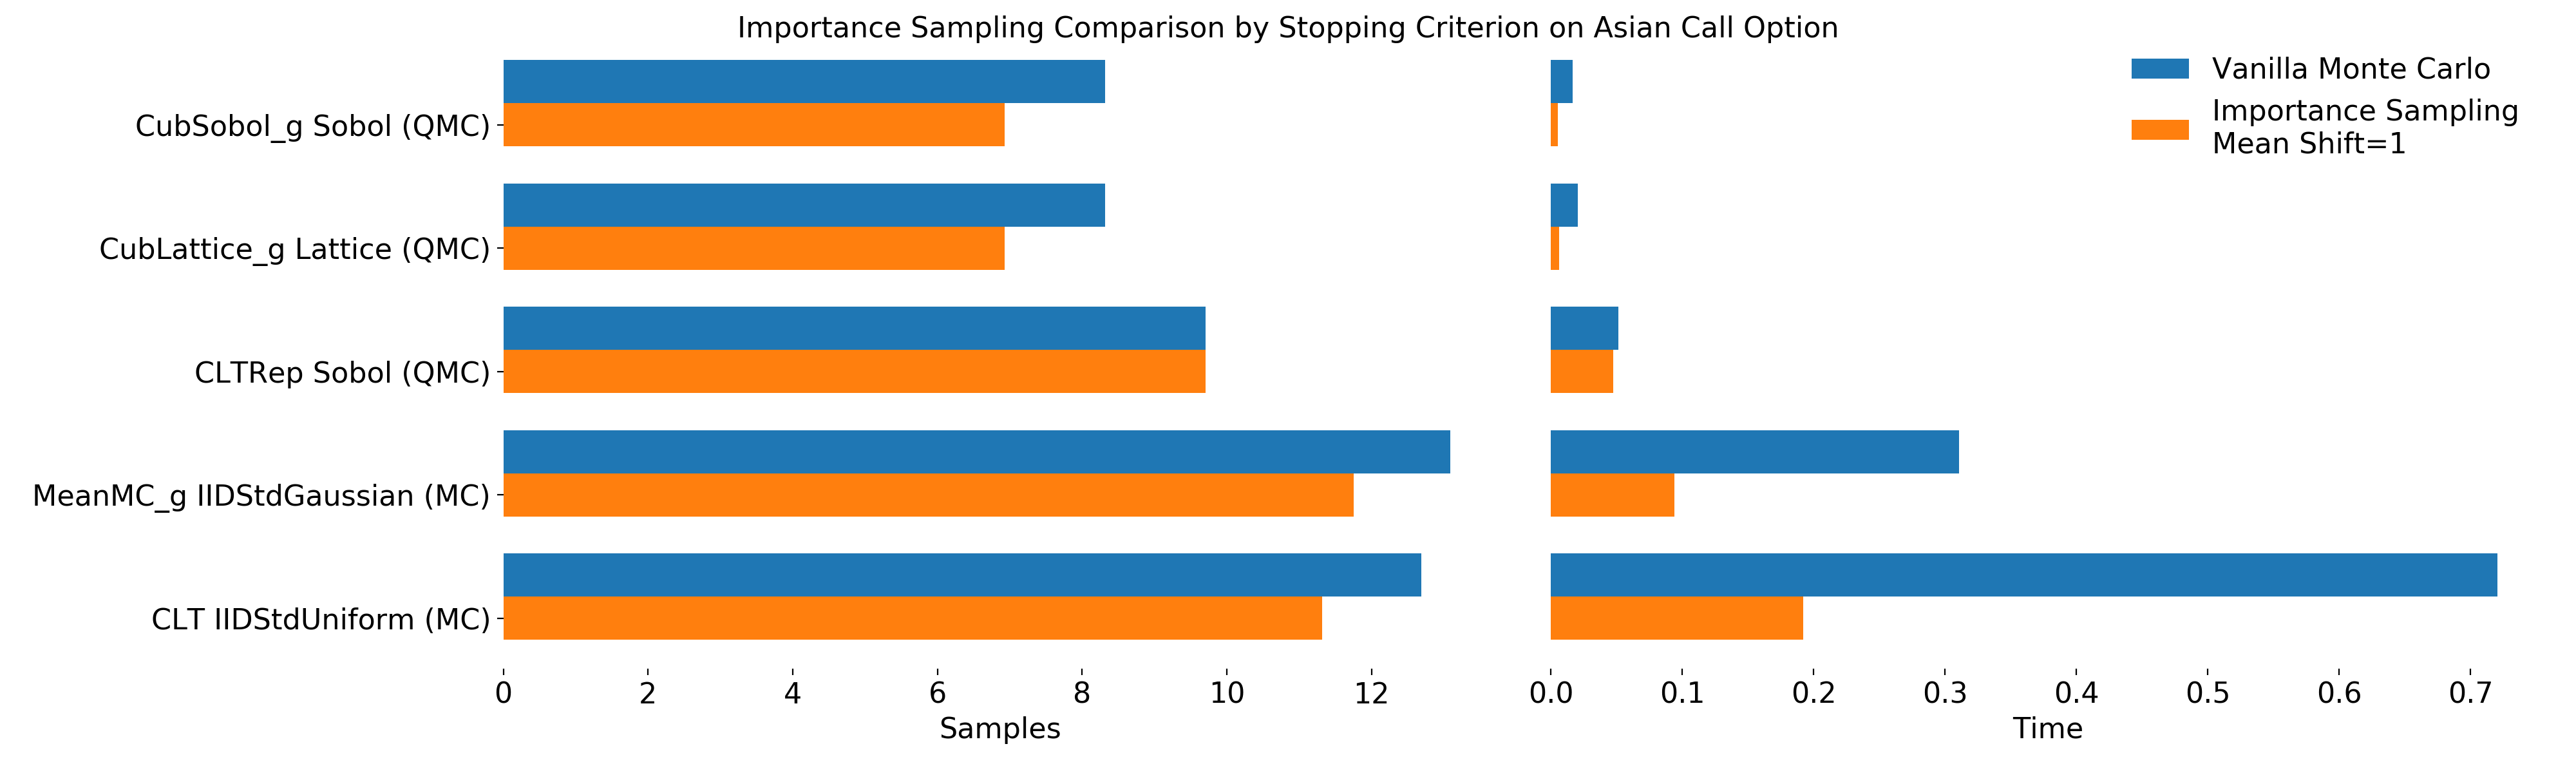 Importance Sampling Comparison by Stopping Criterion on Asian Call Option
Vanilla Monte Carlo
Importance Sampling
Mean Shift=1
CubSobol_g Sobol (QMC)
CubLattice_g Lattice (QMC)
CLTRep Sobol (QMC)
MeanMC_g IIDStdGaussian (MC)
CLT IIDStdUniform (MC)
0 2 4 6 8 10 12
Samples
0.0 0.1 0.2 0.3 0.4 0.5 0.6 0.7
Time